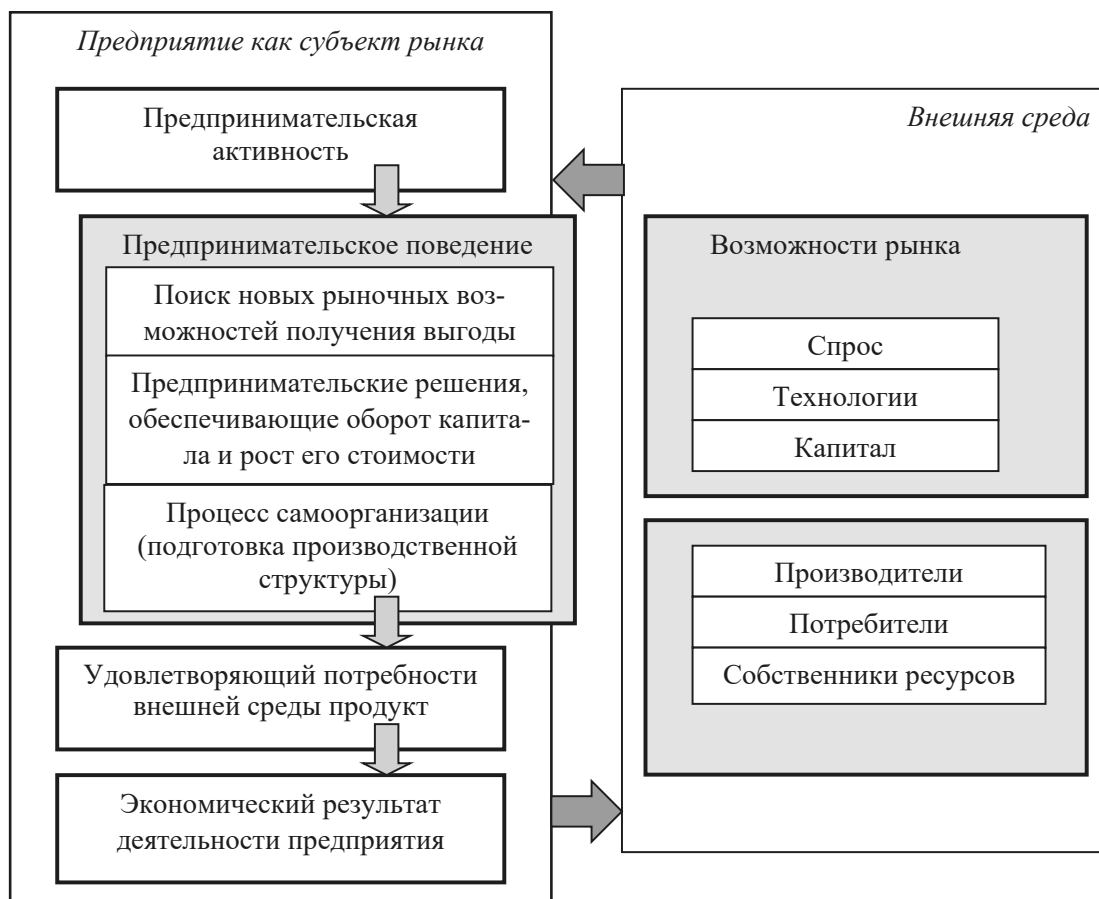 Предприятие как субъект рынка
Предпринимательская
активность
Предпринимательское поведение
Поиск новых рыночных воз-
можностей получения выгоды
Предпринимательские решения,
обеспечивающие оборот капита-
ла и рост его стоимости
Процесс самоорганизации
(подготовка производственной
структуры)
Удовлетворяющий потребности
внешней среды продукт
Экономический результат
деятельности предприятия
Внешняя среда
Возможности рынка
Спрос
Технологии
Капитал
Производители
Потребители
Собственники ресурсов